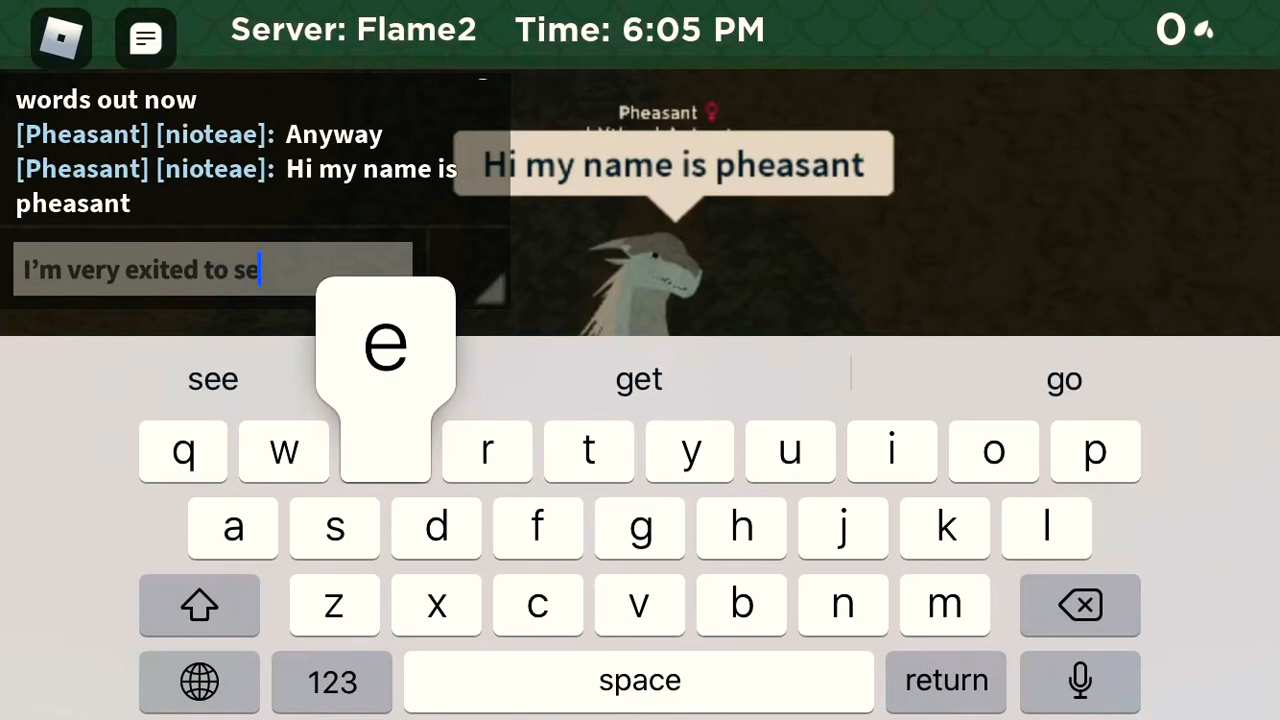 Server: Flame2 Time: 6:05 PM 0
words out now
[Pheasant] [nioteae]: Anyway
[Pheasant] [nioteae]: Hi my name is
pheasant
Pheasant
Hi my name is pheasant
I’m very exited to se
e
see get go
q w r t y u i o p
a s d f g h j k l
z x c v b n m
123 space return